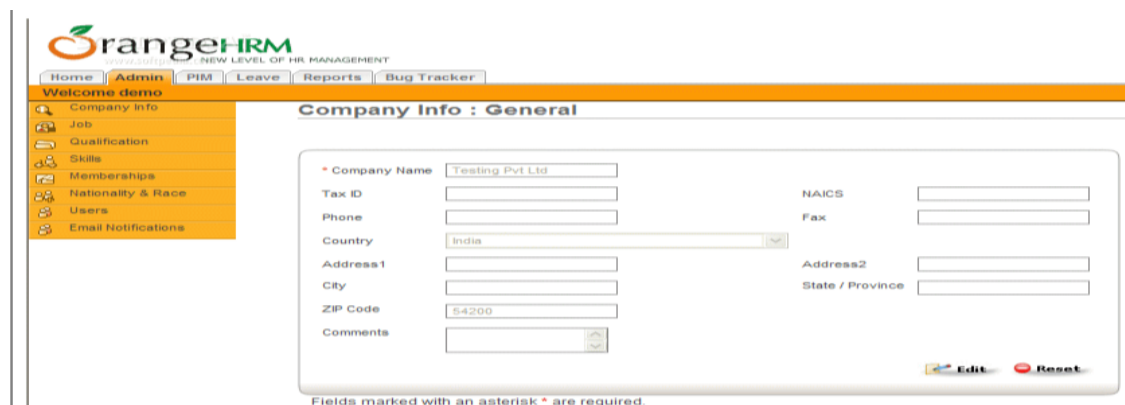 OrangeHRM
NEW LEVEL OF HR MANAGEMENT
Home Admin PIM Leave Reports Bug Tracker
Welcome demo
Company Info
Job
Qualification
Skills
Memberships
Nationality & Race
Users
Email Notifications
Company Info : General
* Company Name Testing Pvt Ltd
Tax ID NAICS
Phone Fax
Country India
Address1 Address2
City State / Province
ZIP Code 54200
Comments
Edit Reset
Fields marked with an asterisk * are required.